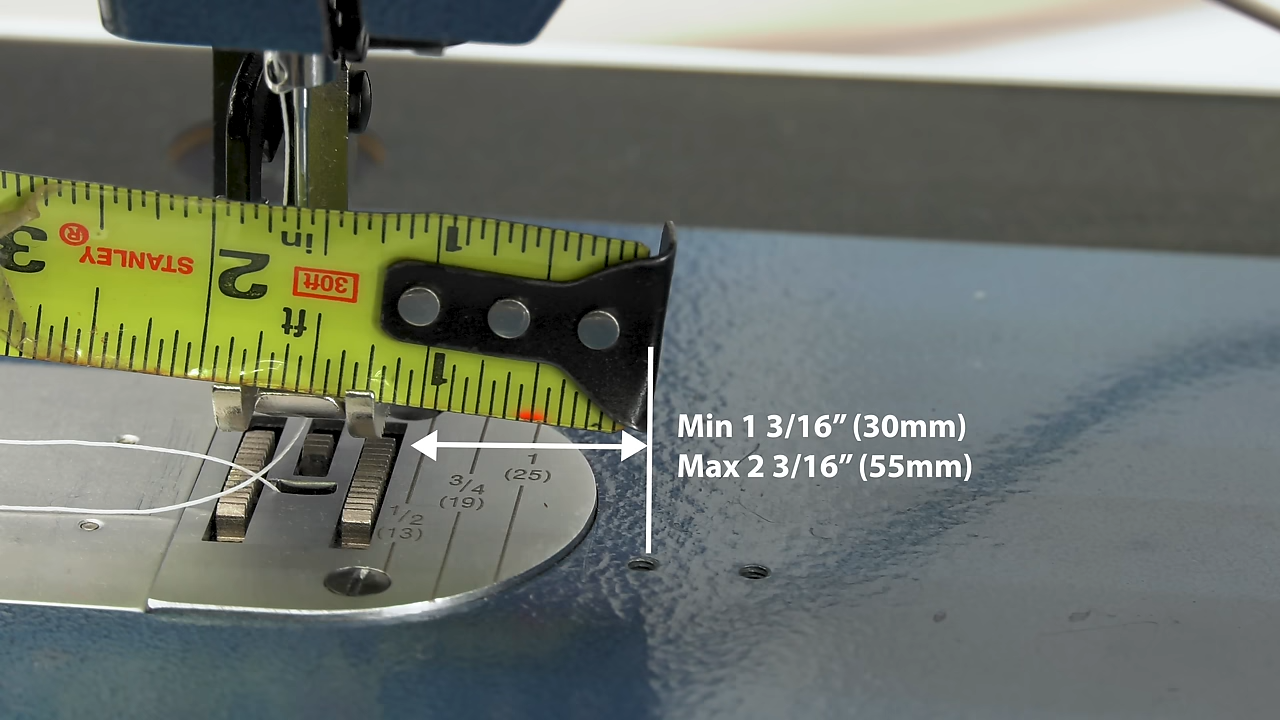 3
®
STANLEY
2
in
30ft
ft
1
1
Min 1 3/16” (30mm)
Max 2 3/16” (55mm)
1
(25)
3/4
(19)
1/2
(13)